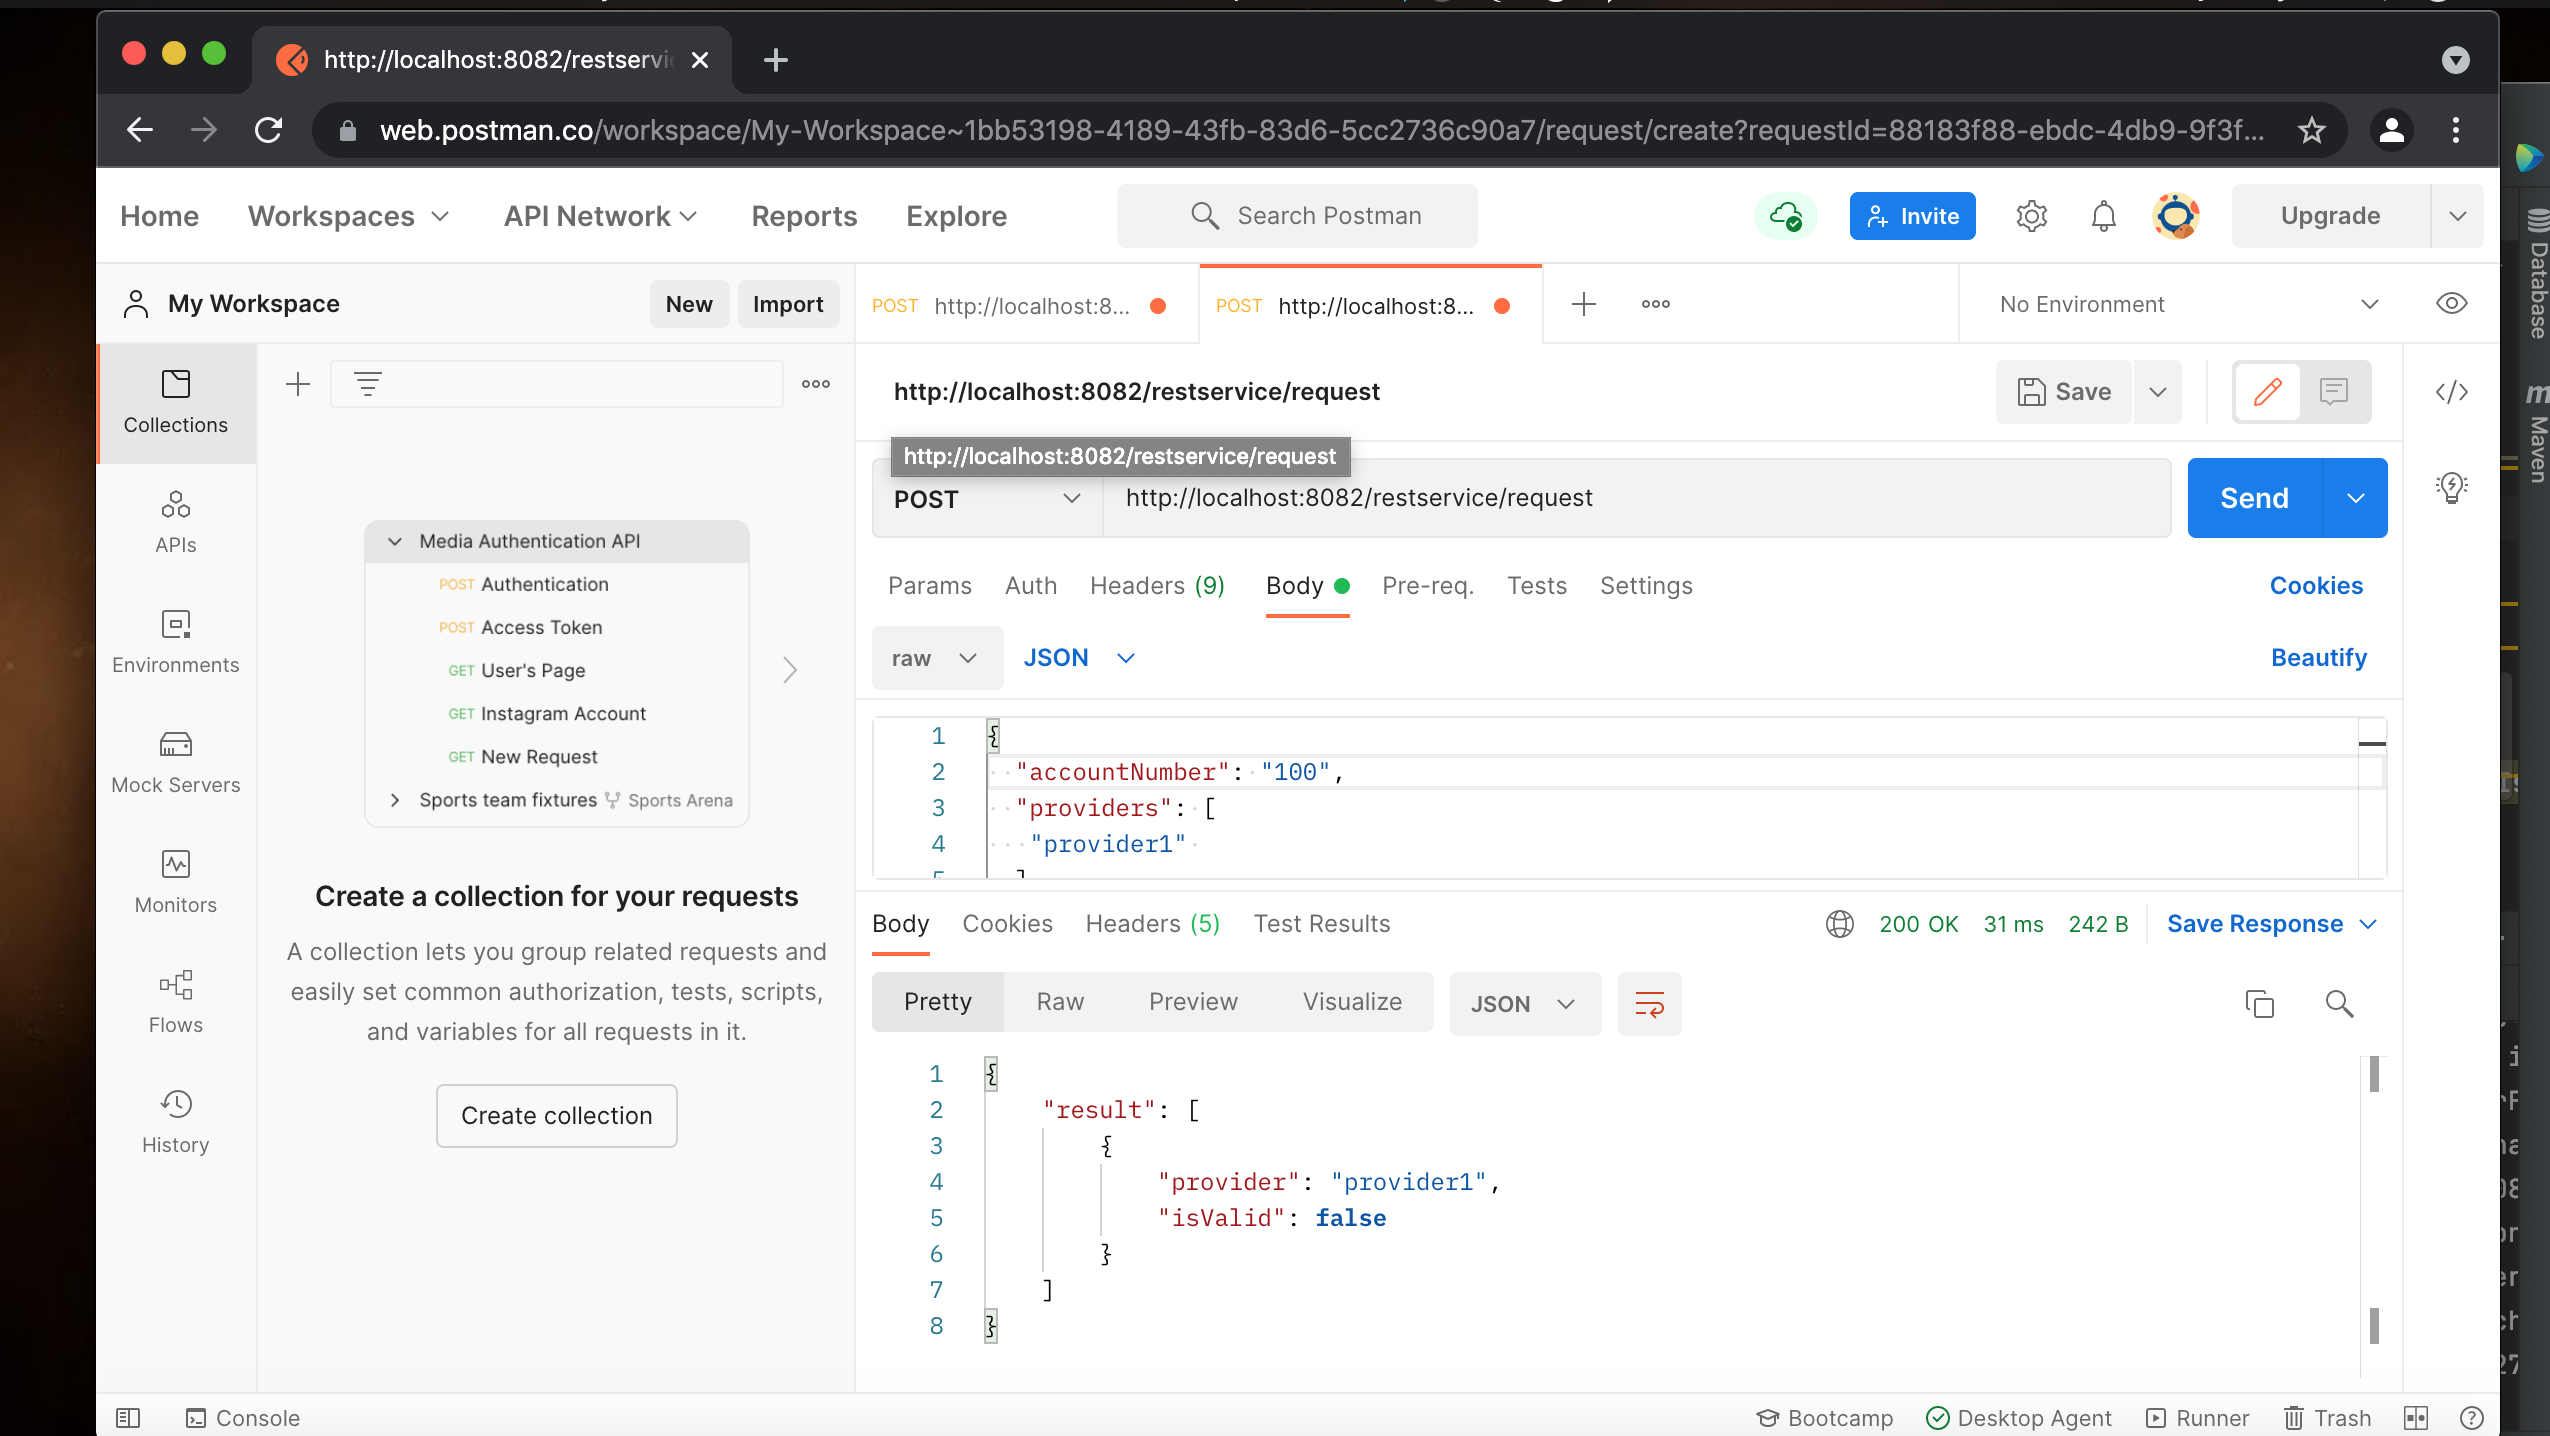 http://localhost:8082/restservi
web.postman.co/workspace/My-Workspace~1bb53198-4189-43fb-83d6-5cc2736c90a7/request/create?requestId=88183f88-ebdc-4db9-9f3f...
Home Workspaces API Network Reports Explore Search Postman Invite Upgrade
My Workspace New Import
POST http://localhost:8... POST http://localhost:8... No Environment
Collections
APIs
Environments
Mock Servers
Monitors
Flows
History
Media Authentication API
POST Authentication
POST Access Token
GET User's Page
GET Instagram Account
GET New Request
Sports team fixtures Sports Arena
Create a collection for your requests
A collection lets you group related requests and
easily set common authorization, tests, scripts,
and variables for all requests in it.
Create collection
http://localhost:8082/restservice/request Save
http://localhost:8082/restservice/request
POST http://localhost:8082/restservice/request Send
Params Auth Headers (9) Body Pre-req. Tests Settings Cookies
raw JSON Beautify
1 {
2 "accountNumber": "100",
3 "providers": [
4 "provider1"
5 ]
Body Cookies Headers (5) Test Results 200 OK 31 ms 242 B Save Response
Pretty Raw Preview Visualize JSON
1 {
2 "result": [
3 {
4 "provider": "provider1",
5 "isValid": false
6 }
7 ]
8 }
Console Bootcamp Desktop Agent Runner Trash
Database
m Maven